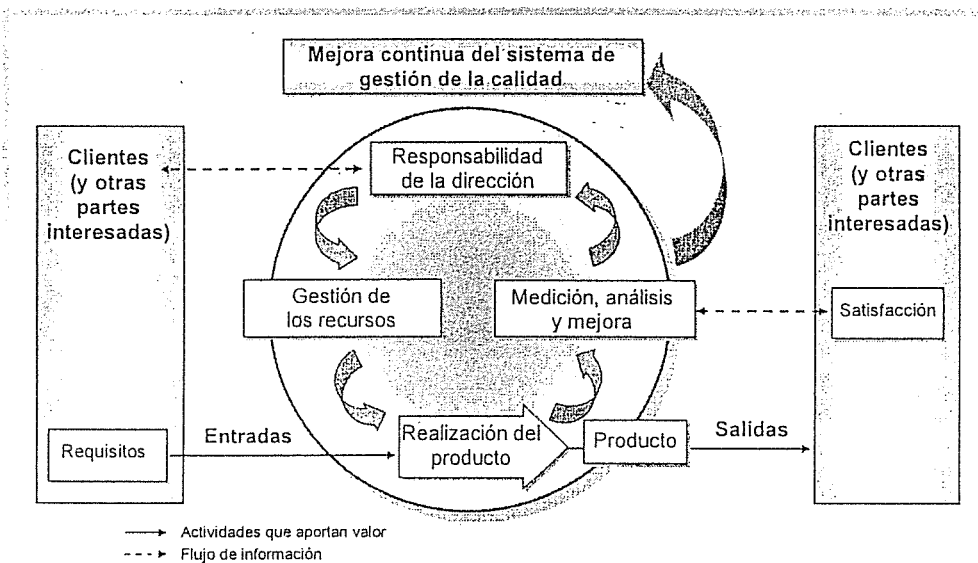 Mejora continua del sistema de
gestión de la calidad
Clientes
(y otras
partes
interesadas)
Responsabilidad
de la dirección
Clientes
(y otras
partes
interesadas)
Gestión de
los recursos
Medición, análisis
y mejora
Satisfacción
Requisitos
Entradas
Realización del
producto
Producto
Salidas
Actividades que aportan valor
Flujo de información